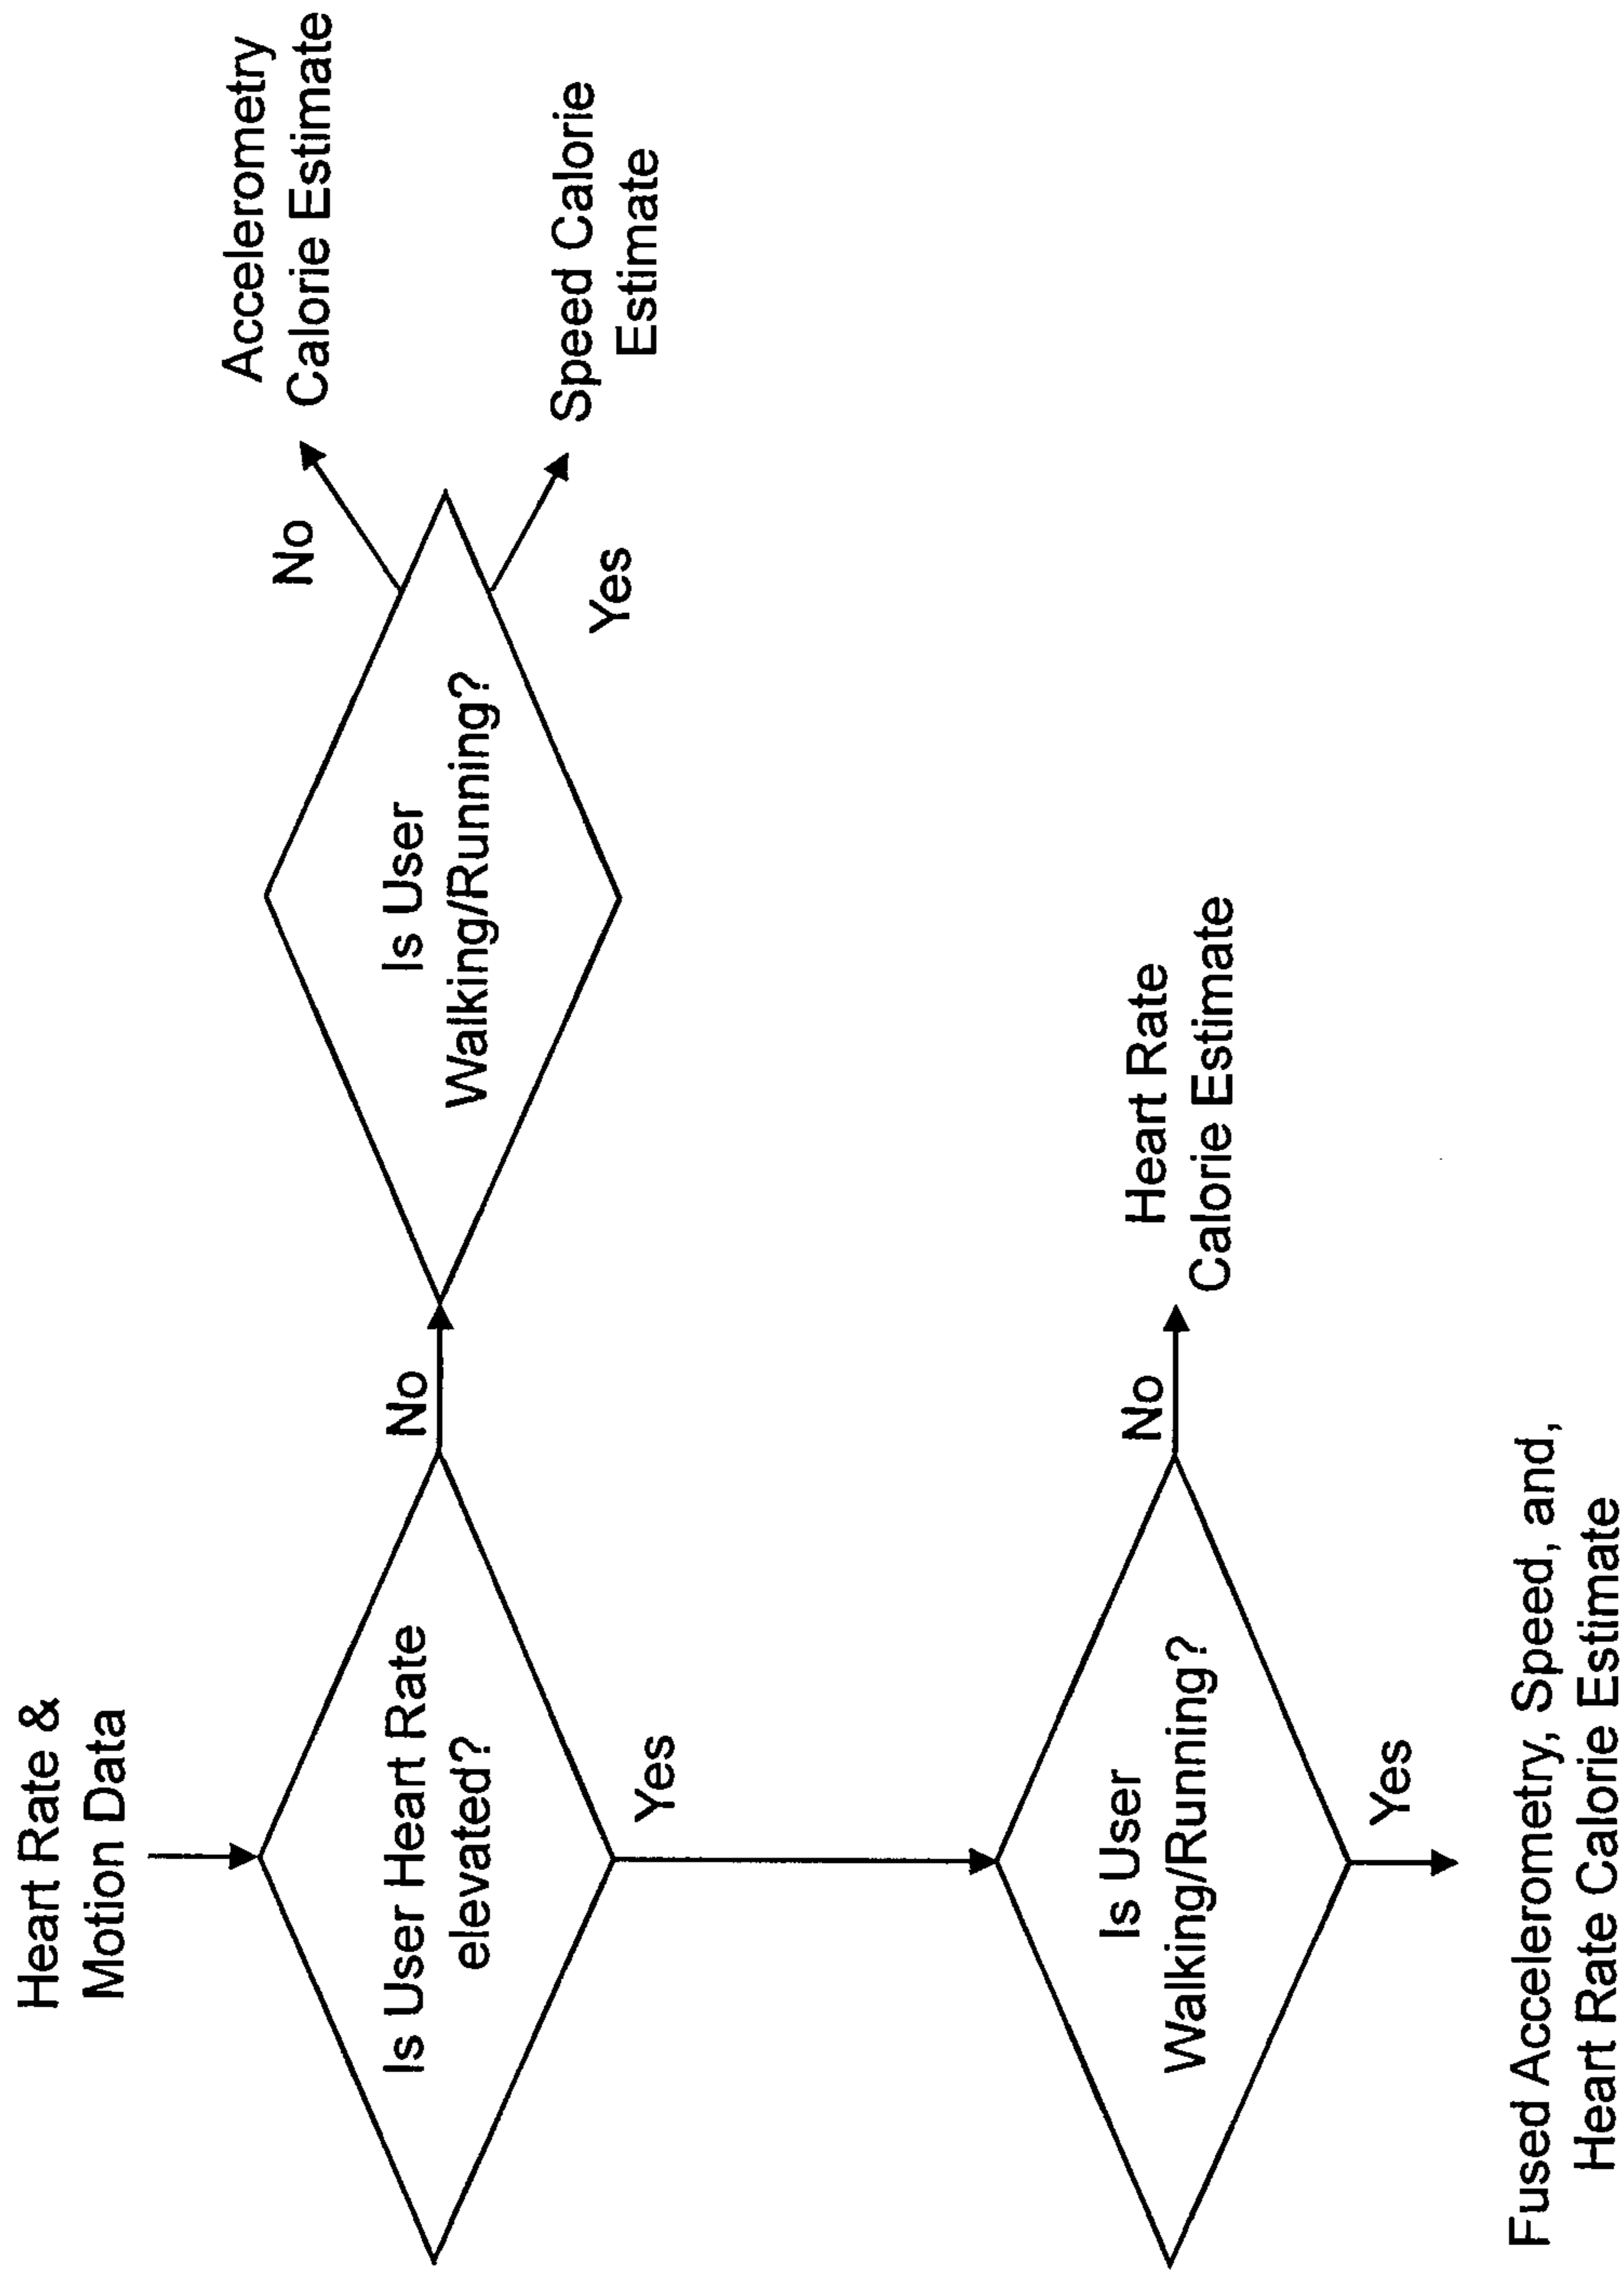 Heart Rate &
Motion Data
Is User Heart Rate
elevated?
No
Is User
Walking/Running?
No
Accelerometry
Calorie Estimate
Yes
Speed Calorie
Estimate
Yes
Is User
Walking/Running?
No
Heart Rate
Calorie Estimate
Yes
Fused Accelerometry, Speed, and,
Heart Rate Calorie Estimate